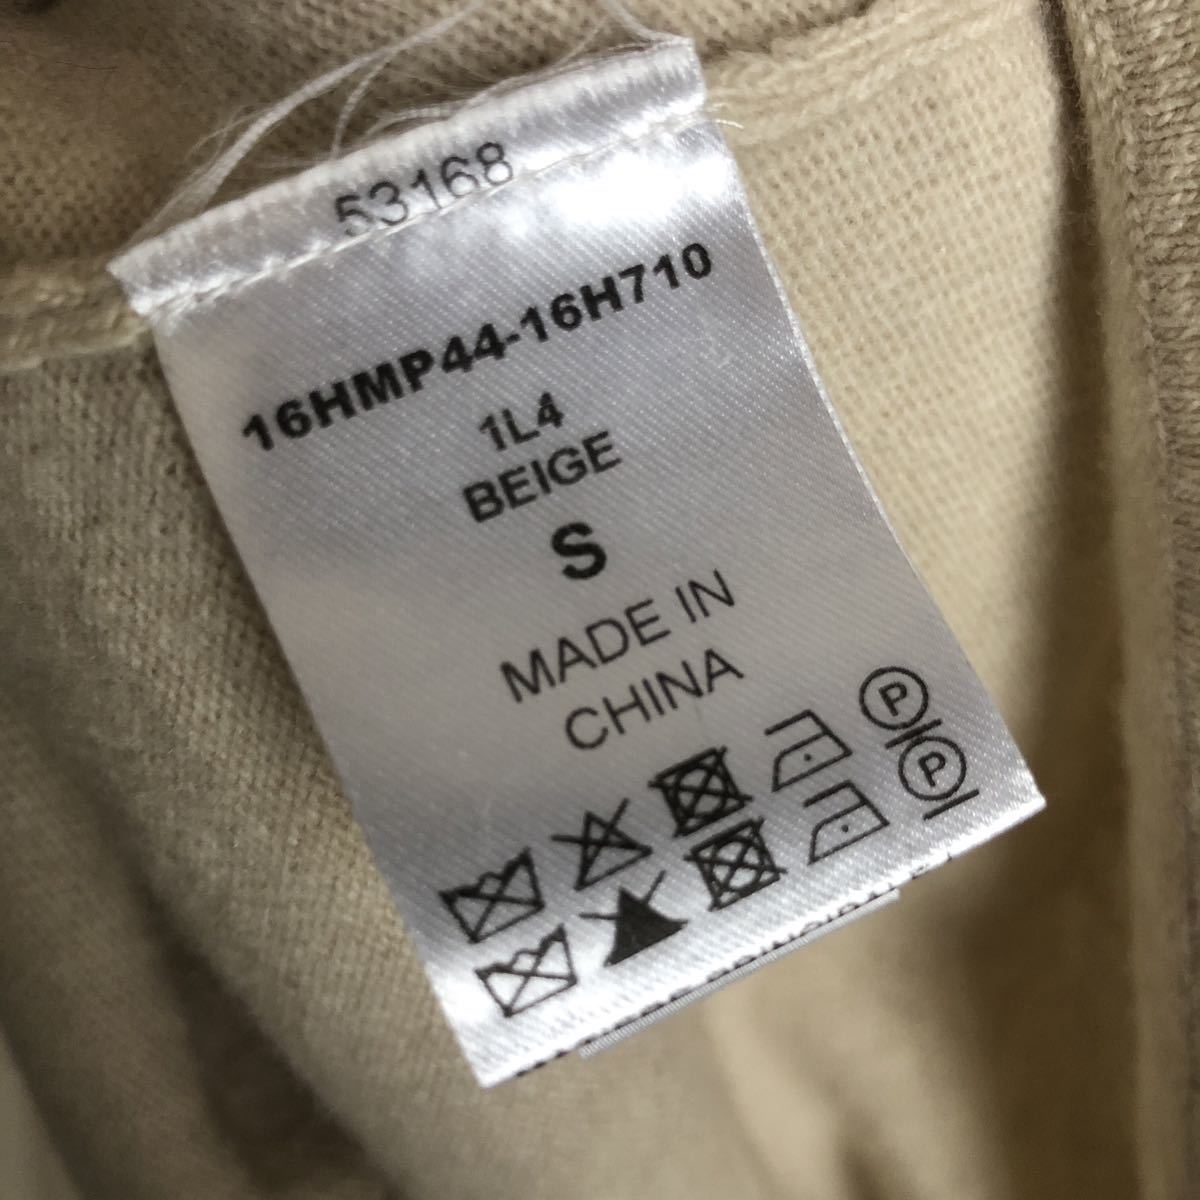 53168
16HMP44-16H710
1L4
BEIGE
S
MADE IN
CHINA
P
P